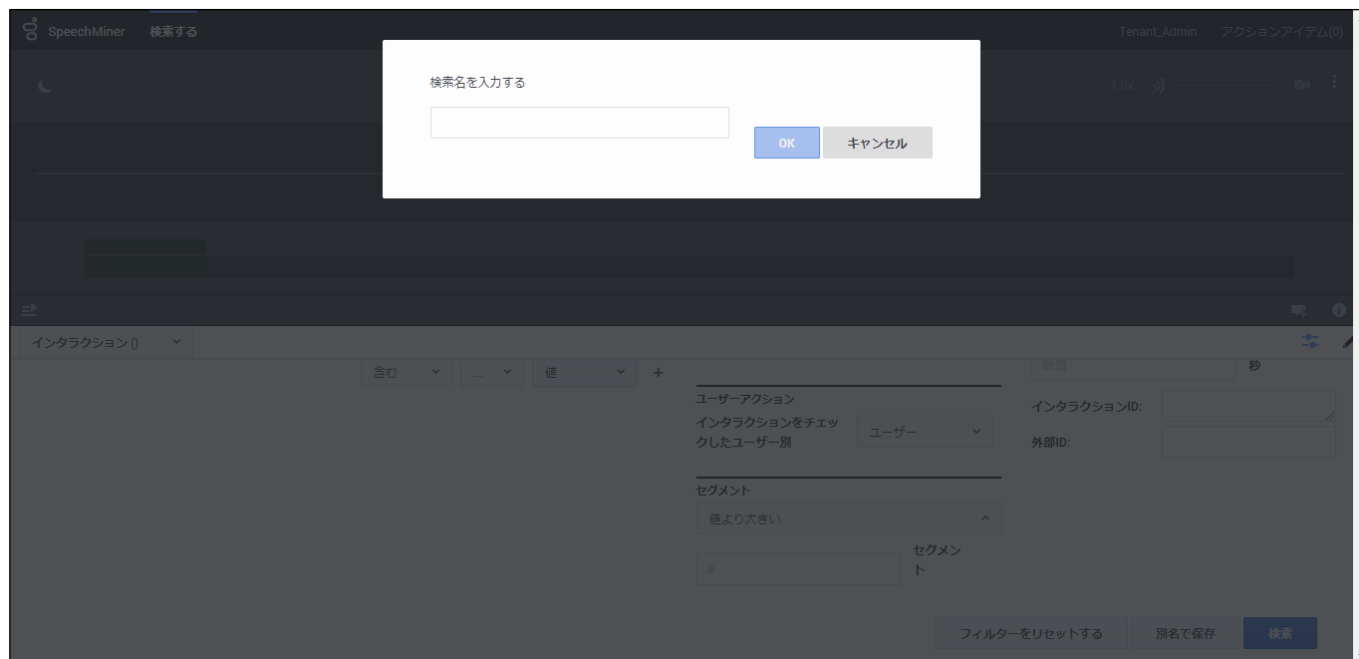 SpeechMiner 検索する Tenant_Admin アクションアイテム(0)
検索名を入力する
1.0x
OK キャンセル
インタラクション ()
時間 秒
含む ... 値 +
ユーザーアクション
インタラクションID:
インタラクションをチェッ
クしたユーザー別
ユーザー
外部ID:
セグメント
値より大きい
セグメン
ト
#
フィルターをリセットする 別名で保存 検索